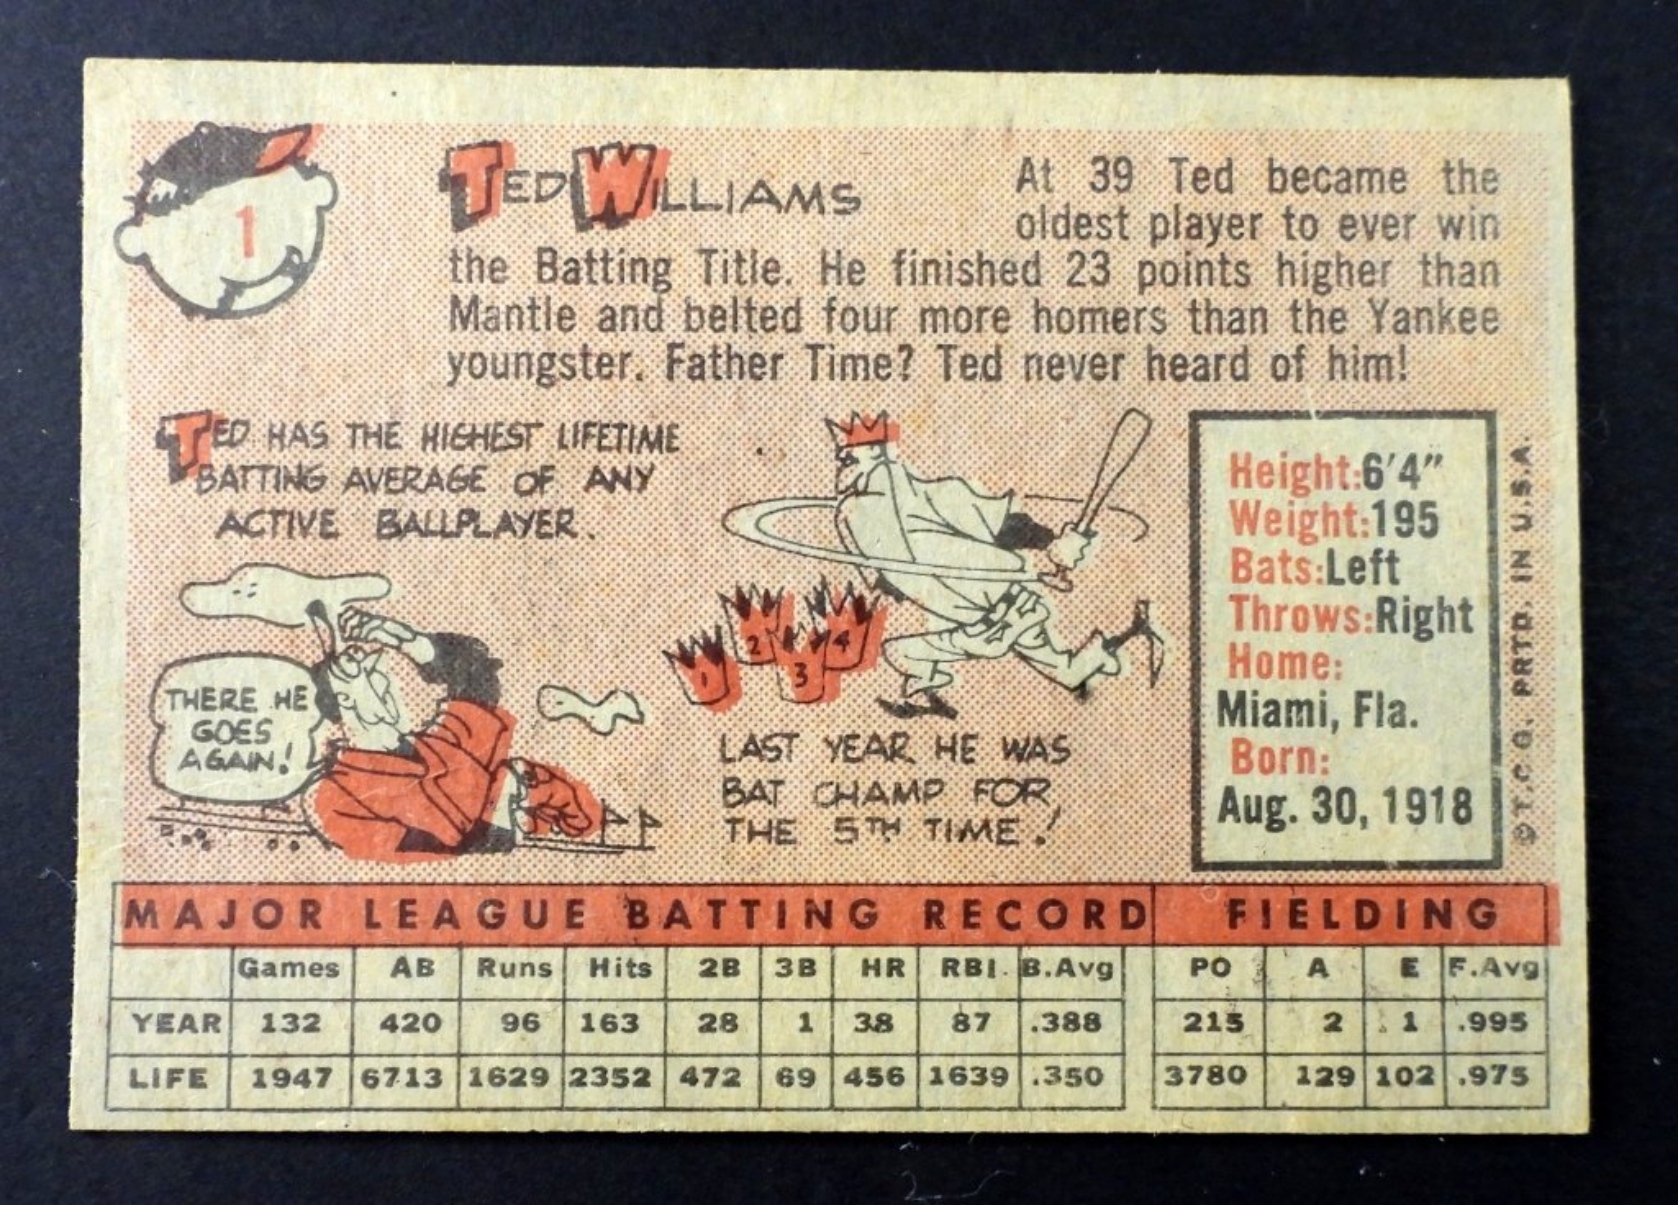 1
TED WILLIAMS
At 39 Ted became the
oldest player to ever win
the Batting Title. He finished 23 points higher than
Mantle and belted four more homers than the Yankee
youngster. Father Time? Ted never heard of him!
TED HAS THE HIGHEST LIFETIME
BATTING AVERAGE OF ANY
ACTIVE BALLPLAYER.
THERE HE
GOES
AGAIN!
1 2 3 4
LAST YEAR HE WAS
BAT CHAMP FOR
THE 5TH TIME!
Height:6'4"
Weight:195
Bats:Left
Throws:Right
Home:
Miami, Fla.
Born:
Aug. 30, 1918
©T.C.G. PRTD. IN U.S.A
MAJOR LEAGUE BATTING RECORD FIELDING
Games AB Runs Hits 2B 3B HR RBI B.Avg PO A E F.Avg
YEAR 132 420 96 163 28 1 38 87 .388 215 2 1 .995
LIFE 1947 6713 1629 2352 472 69 456 1639 .350 3780 129 102 .975